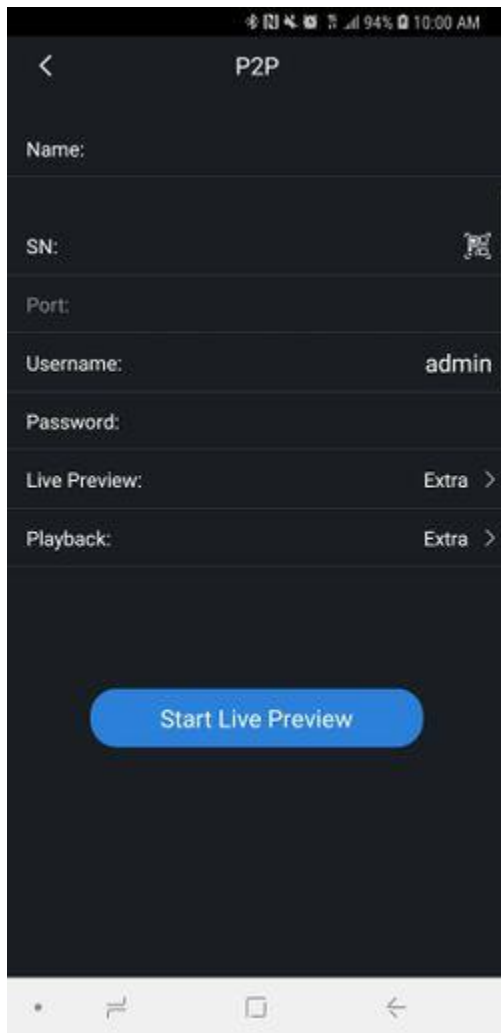 94% 10:00 AM
P2P
Name:
SN:
Port:
Username: admin
Password:
Live Preview: Extra >
Playback: Extra >
Start Live Preview